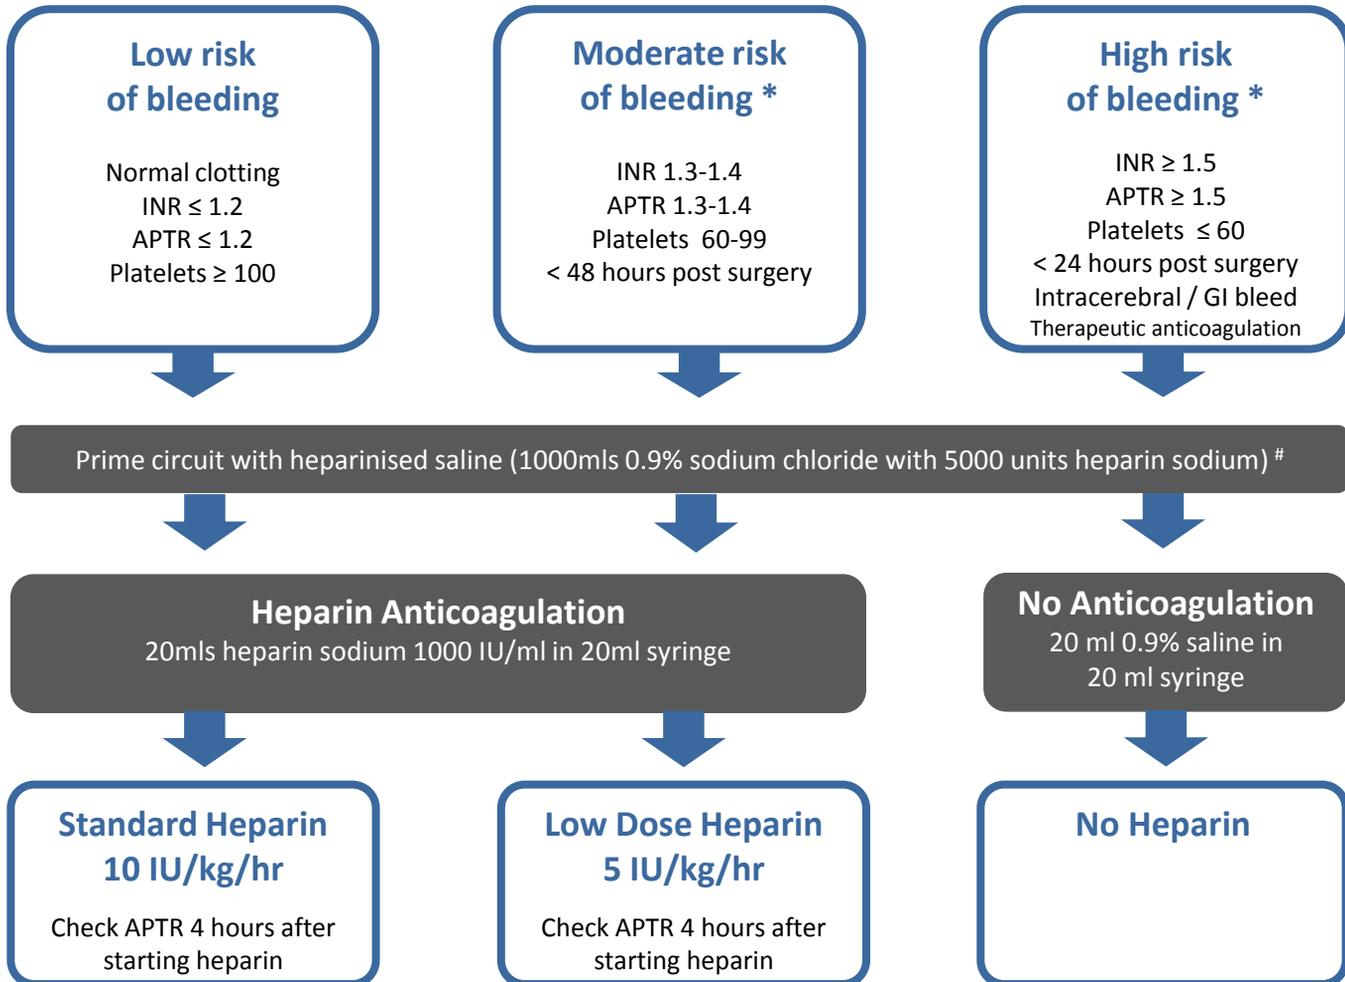 Low risk
of bleeding
Normal clotting
INR ≤ 1.2
APTR ≤ 1.2
Platelets ≥ 100
Moderate risk
of bleeding *
INR 1.3-1.4
APTR 1.3-1.4
Platelets 60-99
< 48 hours post surgery
High risk
of bleeding *
INR ≥ 1.5
APTR ≥ 1.5
Platelets ≤ 60
< 24 hours post surgery
Intracerebral / GI bleed
Therapeutic anticoagulation
Prime circuit with heparinised saline (1000mls 0.9% sodium chloride with 5000 units heparin sodium) #
Heparin Anticoagulation
20mls heparin sodium 1000 IU/ml in 20ml syringe
No Anticoagulation
20 ml 0.9% saline in
20 ml syringe
Standard Heparin
10 IU/kg/hr
Check APTR 4 hours after
starting heparin
Low Dose Heparin
5 IU/kg/hr
Check APTR 4 hours after
starting heparin
No Heparin